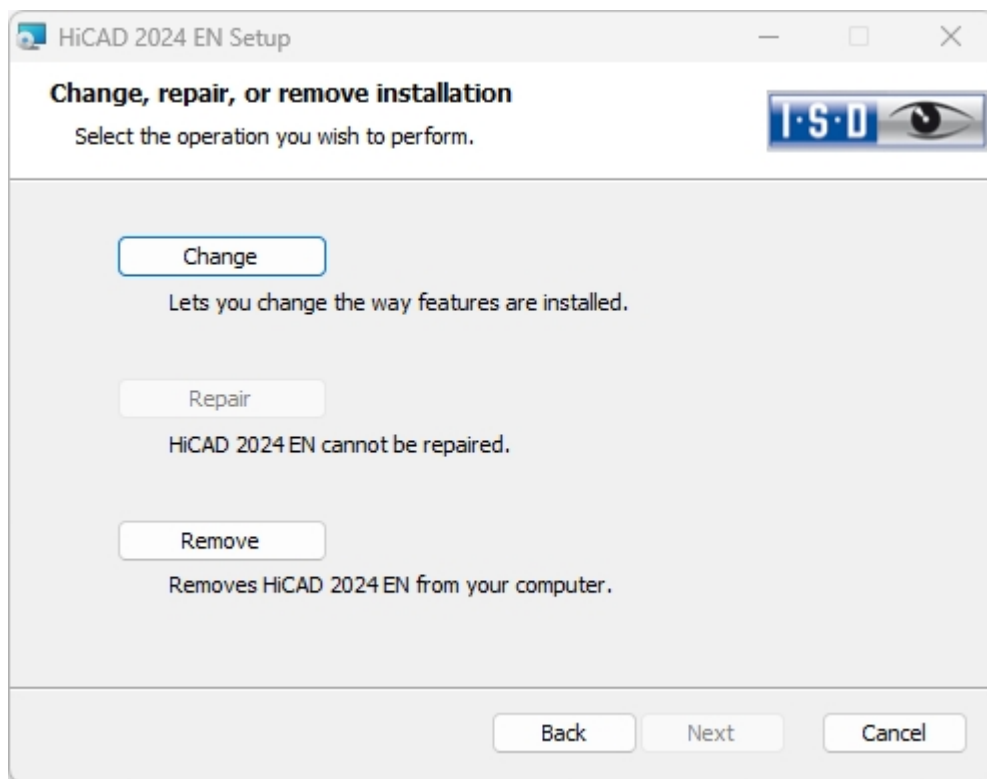 HiCAD 2024 EN Setup
Change, repair, or remove installation
Select the operation you wish to perform.
I·S·D
Change
Lets you change the way features are installed.
Repair
HiCAD 2024 EN cannot be repaired.
Remove
Removes HiCAD 2024 EN from your computer.
Back Next Cancel